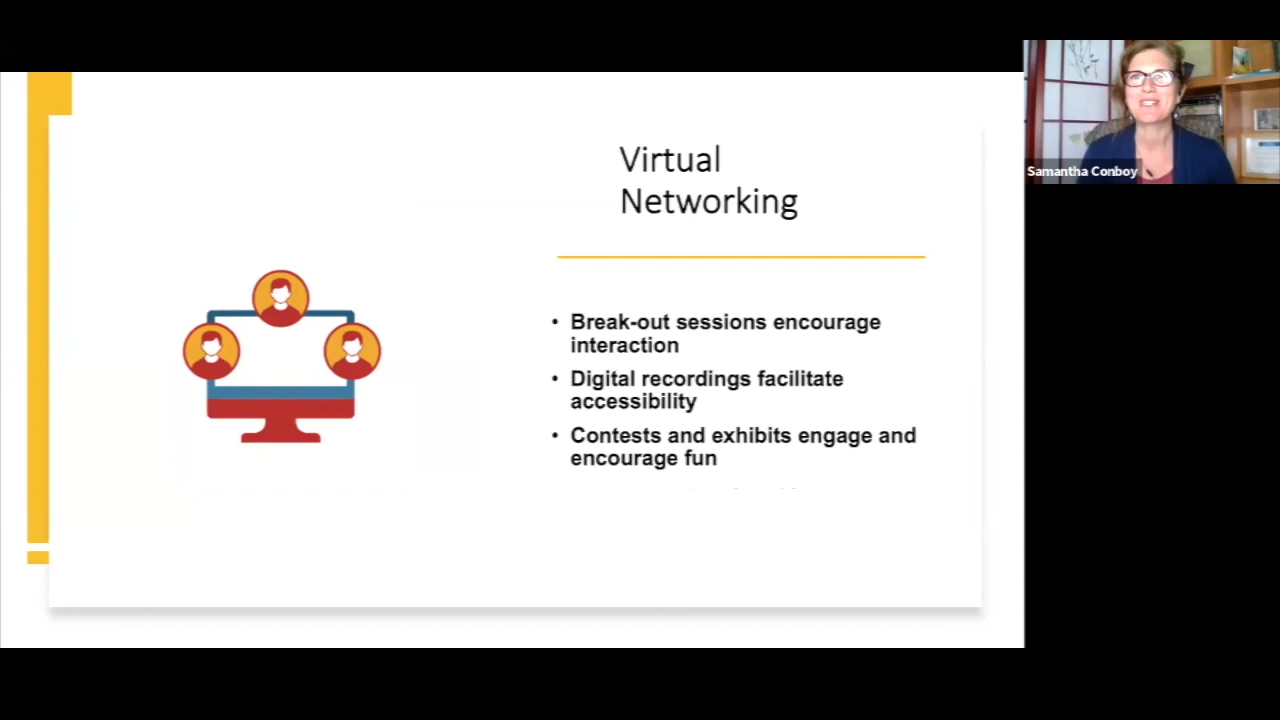 Virtual
Networking
• Break-out sessions encourage
interaction
• Digital recordings facilitate
accessibility
• Contests and exhibits engage and
encourage fun
Samantha Conboy